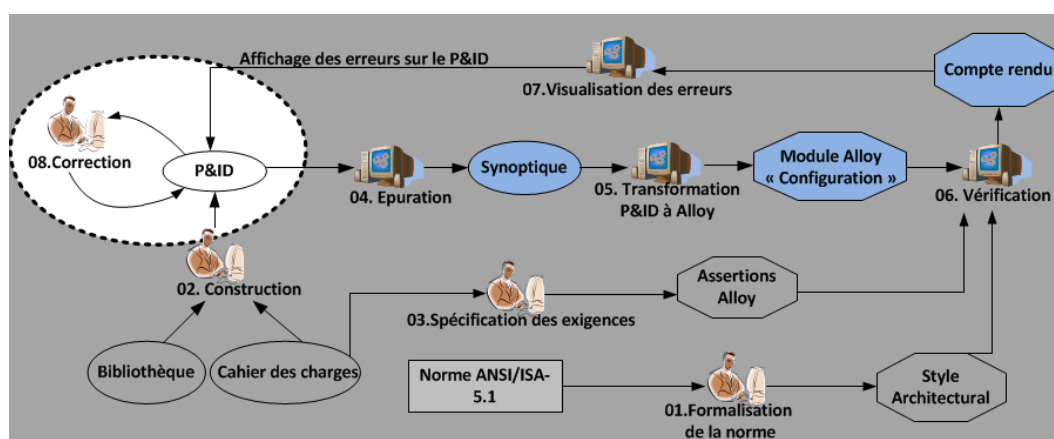 Affichage des erreurs sur le P&ID
07.Visualisation des erreurs
Compte rendu
08.Correction
P&ID
04. Epuration
Synoptique
05. Transformation
P&ID à Alloy
Module Alloy
« Configuration »
06. Vérification
02. Construction
03.Spécification des exigences
Assertions
Alloy
Bibliothèque
Cahier des charges
Norme ANSI/ISA-
5.1
01.Formalisation
de la norme
Style
Architectural